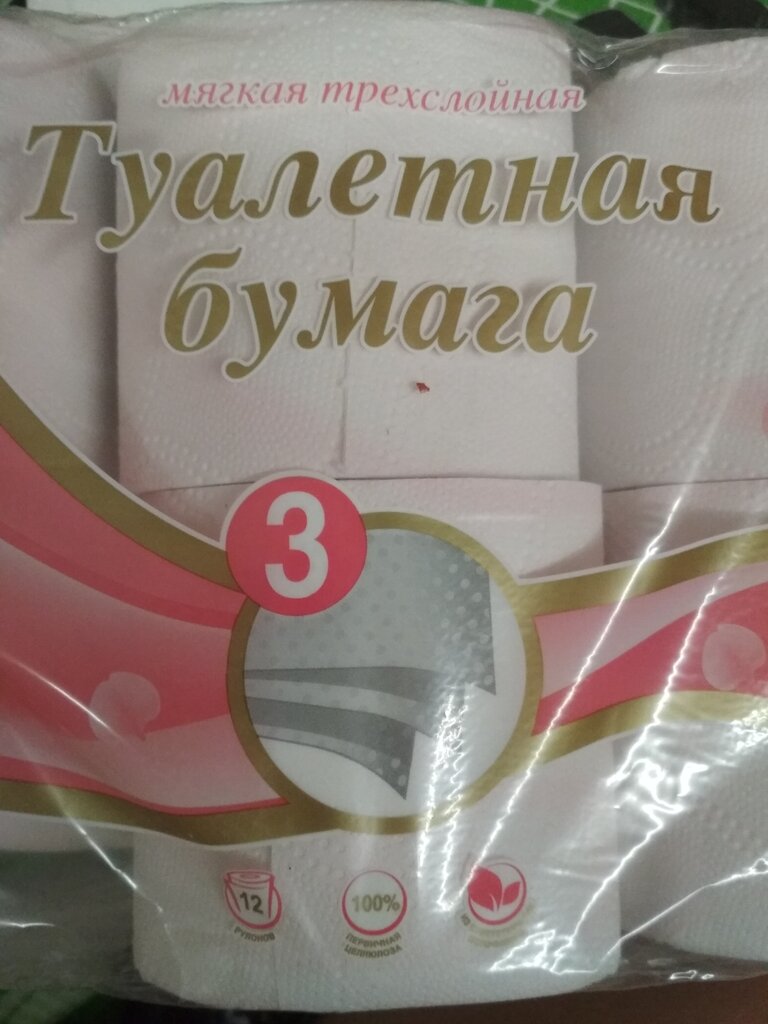 мягкая трехслойная
Туалетная
бумага
3
12
РУЛОНОВ
100%
ПЕРВИЧНАЯ
ЦЕЛЛЮЛОЗА